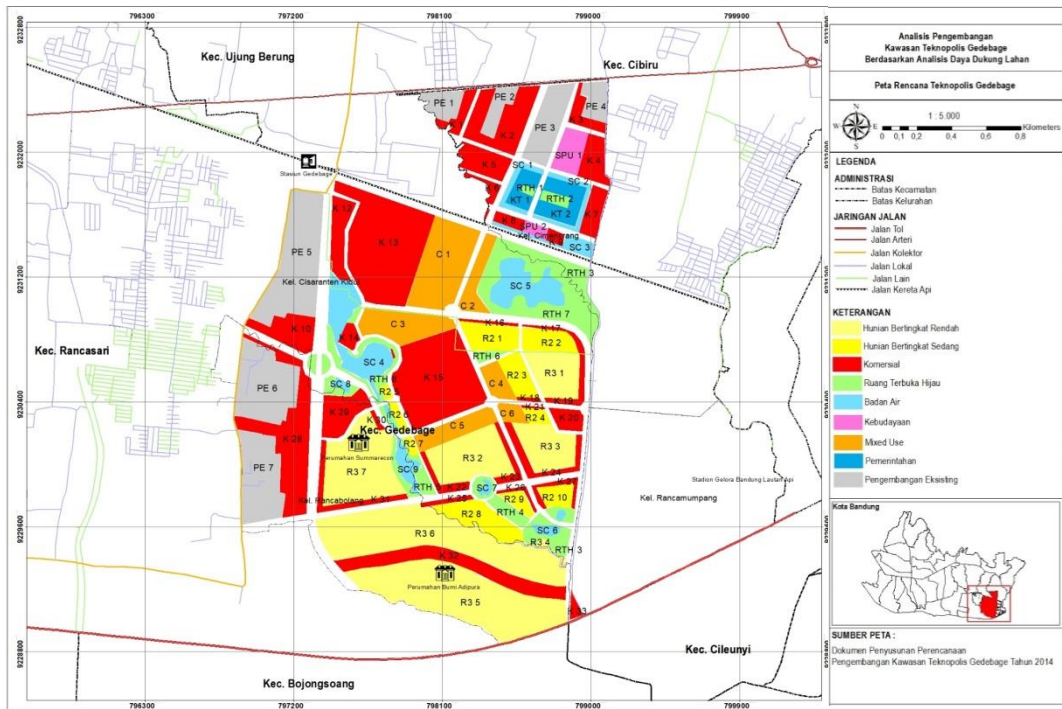 796300 797200 798100 799000 799900
9232800
9232000
9231200
9230400
9229600
9228800
Kec. Ujung Berung
Kec. Cibiru
PE 1
PE 2
PE 4
K 2
PE 3
K 3
SPU 1
K 4
K 5
SC 1
SC 2
RTH 1
RTH 2
KT 1
KT 2
K 7
SPU 2
SC 3
Stasiun Gedebage
K 12
K 13
PE 5
C 1
RTH 3
SC 5
Kel. Cisaranten Kidul
C 2
RTH 7
C 3
K 16
K 17
K 10
K 14
R2 1
R2 2
Kec. Rancasari
SC 4
RTH 6
K 15
R2 3
R3 1
PE 6
SC 8
C 4
K 18
K 19
K 29
R2 6
C 6
K 21
R2 4
K 20
K 30
Kec. Gedebage
C 5
K 28
R2 7
R3 3
Perumahan Summarecon
R3 2
PE 7
R3 7
SC 9
K 24
Stadion Gelora Bandung Lautan Api
SC 7
Kel. Rancabolang
K 31
K 22
R2 9
R2 10
Kel. Rancamumpang
R2 8
RTH 4
SC 6
R3 6
R3 4
RTH 3
K 32
Perumahan Bumi Adipura
R3 5
K 33
Kec. Cileunyi
Kec. Bojongsoang
796300 797200 798100 799000 799900
Analisis Pengembangan
Kawasan Teknopolis Gedebage
Berdasarkan Analisis Daya Dukung Lahan
Peta Rencana Teknopolis Gedebage
N
W E
S
1 : 5.000
0 0,1 0,2 0,4 0,6 0,8 Kilometers
LEGENDA
ADMINISTRASI
Batas Kecamatan
Batas Kelurahan
JARINGAN JALAN
Jalan Tol
Jalan Arteri
Jalan Kolektor
Jalan Lokal
Jalan Lain
Jalan Kereta Api
KETERANGAN
Hunian Bertingkat Rendah
Hunian Bertingkat Sedang
Komersial
Ruang Terbuka Hijau
Badan Air
Kebudayaan
Mixed Use
Pemerintahan
Pengembangan Eksisting
Kota Bandung
SUMBER PETA :
Dokumen Penyusunan Perencanaan
Pengembangan Kawasan Teknopolis Gedebage Tahun 2014